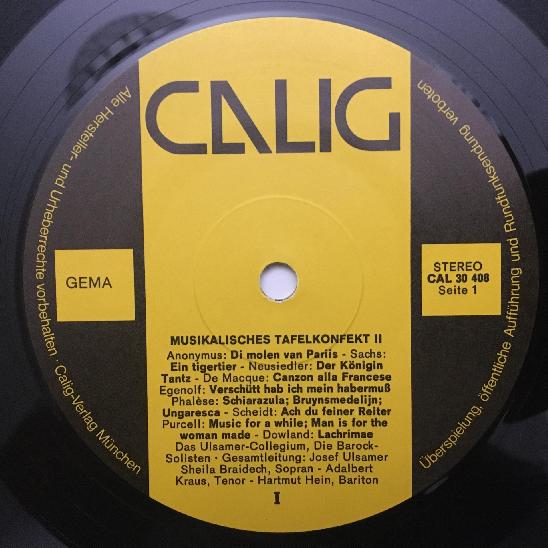 CALIG
Alle Hersteller- und Urheberrechte vorbehalten · Calig-Verlag München
Überspielung, öffentliche Aufführung und Rundfunksendung verboten
GEMA
STEREO
CAL 30 408
Seite 1
MUSIKALISCHES TAFELKONFEKT II
Anonymus: Di molen van Pariis - Sachs:
Ein tigertier - Neusiedler: Der Königin
Tantz - De Macque: Canzon alla Francese
Egenolf: Verschütt hab ich mein habermuß
Phalèse: Schiarazula; Bruynsmedelijn;
Ungaresca - Scheidt: Ach du feiner Reiter
Purcell: Music for a while; Man is for the
woman made - Dowland: Lachrimae
Das Ulsamer-Collegium, Die Barock-
Solisten · Gesamtleitung: Josef Ulsamer
Sheila Braidech, Sopran - Adalbert
Kraus, Tenor - Hartmut Hein, Bariton
I